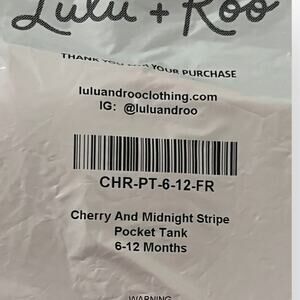 Lulu + Roo
THANK YOU FOR YOUR PURCHASE
luluandrooclothing.com
IG: @luluandroo
CHR-PT-6-12-FR
Cherry And Midnight Stripe
Pocket Tank
6-12 Months
WARNING